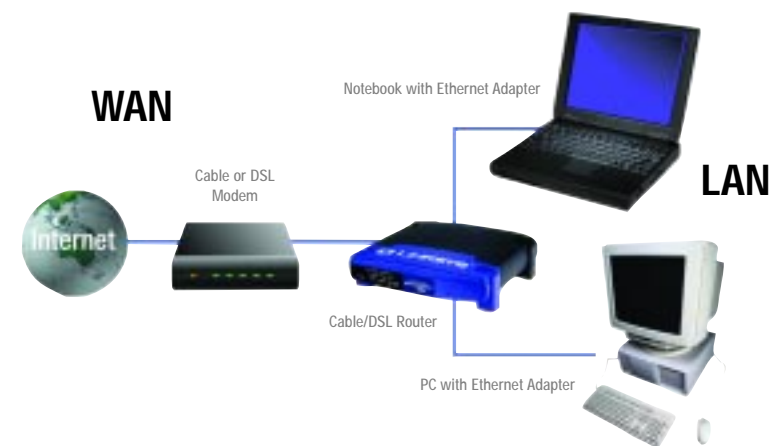 WAN
Notebook with Ethernet Adapter
Cable or DSL
Modem
LAN
Internet
Cable/DSL Router
PC with Ethernet Adapter